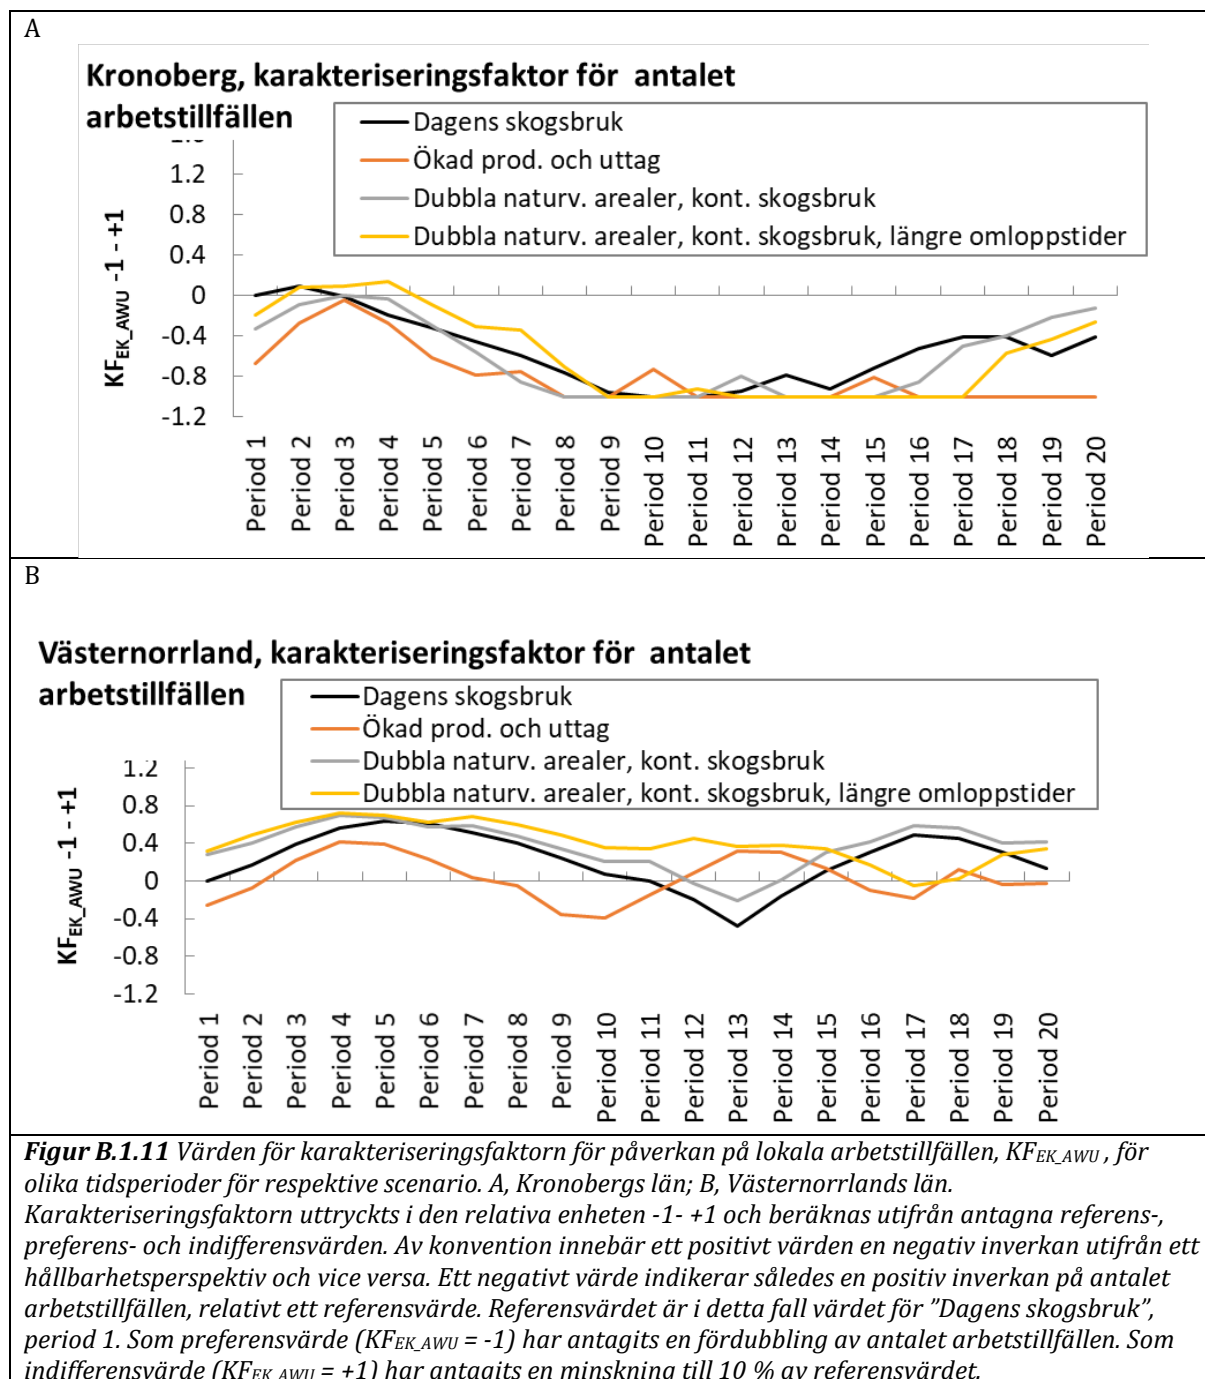 A
Kronoberg, karakteriseringsfaktor för antalet
arbetstillfällen
Dagens skogsbruk
Ökad prod. och uttag
Dubbla naturv. arealer, kont. skogsbruk
Dubbla naturv. arealer, kont. skogsbruk, längre omloppstider
1.2
0.8
0.4
0
-0.4
-0.8
-1.2
KF_EK_AWU -1 - +1
Period 1
Period 2
Period 3
Period 4
Period 5
Period 6
Period 7
Period 8
Period 9
Period 10
Period 11
Period 12
Period 13
Period 14
Period 15
Period 16
Period 17
Period 18
Period 19
Period 20
B
Västernorrland, karakteriseringsfaktor för antalet
arbetstillfällen
Dagens skogsbruk
Ökad prod. och uttag
Dubbla naturv. arealer, kont. skogsbruk
Dubbla naturv. arealer, kont. skogsbruk, längre omloppstider
1.2
0.8
0.4
0
-0.4
-0.8
-1.2
KF_EK_AWU -1 - +1
Period 1
Period 2
Period 3
Period 4
Period 5
Period 6
Period 7
Period 8
Period 9
Period 10
Period 11
Period 12
Period 13
Period 14
Period 15
Period 16
Period 17
Period 18
Period 19
Period 20
Figur B.1.11 Värden för karakteriseringsfaktorn för påverkan på lokala arbetstillfällen, KF_EK_AWU , för
olika tidsperioder för respektive scenario. A, Kronobergs län; B, Västernorrlands län.
Karakteriseringsfaktorn uttryckts i den relativa enheten -1- +1 och beräknas utifrån antagna referens-,
preferens- och indifferensvärden. Av konvention innebär ett positivt värden en negativ inverkan utifrån ett
hållbarhetsperspektiv och vice versa. Ett negativt värde indikerar således en positiv inverkan på antalet
arbetstillfällen, relativt ett referensvärde. Referensvärdet är i detta fall värdet för ”Dagens skogsbruk”,
period 1. Som preferensvärde (KF_EK_AWU = -1) har antagits en fördubbling av antalet arbetstillfällen. Som
indifferensvärde (KF_EK_AWU = +1) har antagits en minskning till 10 % av referensvärdet.